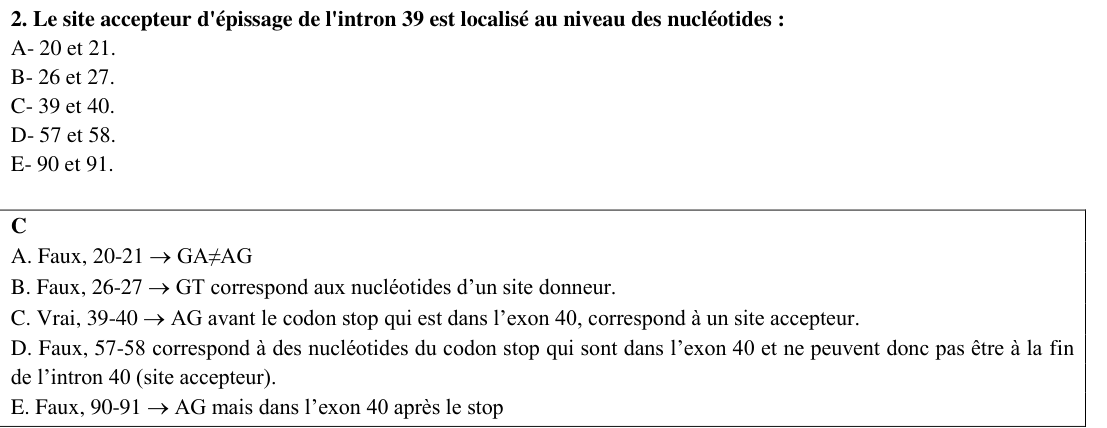 2. Le site accepteur d'épissage de l'intron 39 est localisé au niveau des nucléotides :
A- 20 et 21.
B- 26 et 27.
C- 39 et 40.
D- 57 et 58.
E- 90 et 91.
C
A. Faux, 20-21 → GA≠AG
B. Faux, 26-27 → GT correspond aux nucléotides d’un site donneur.
C. Vrai, 39-40 → AG avant le codon stop qui est dans l’exon 40, correspond à un site accepteur.
D. Faux, 57-58 correspond à des nucléotides du codon stop qui sont dans l’exon 40 et ne peuvent donc pas être à la fin
de l’intron 40 (site accepteur).
E. Faux, 90-91 → AG mais dans l’exon 40 après le stop